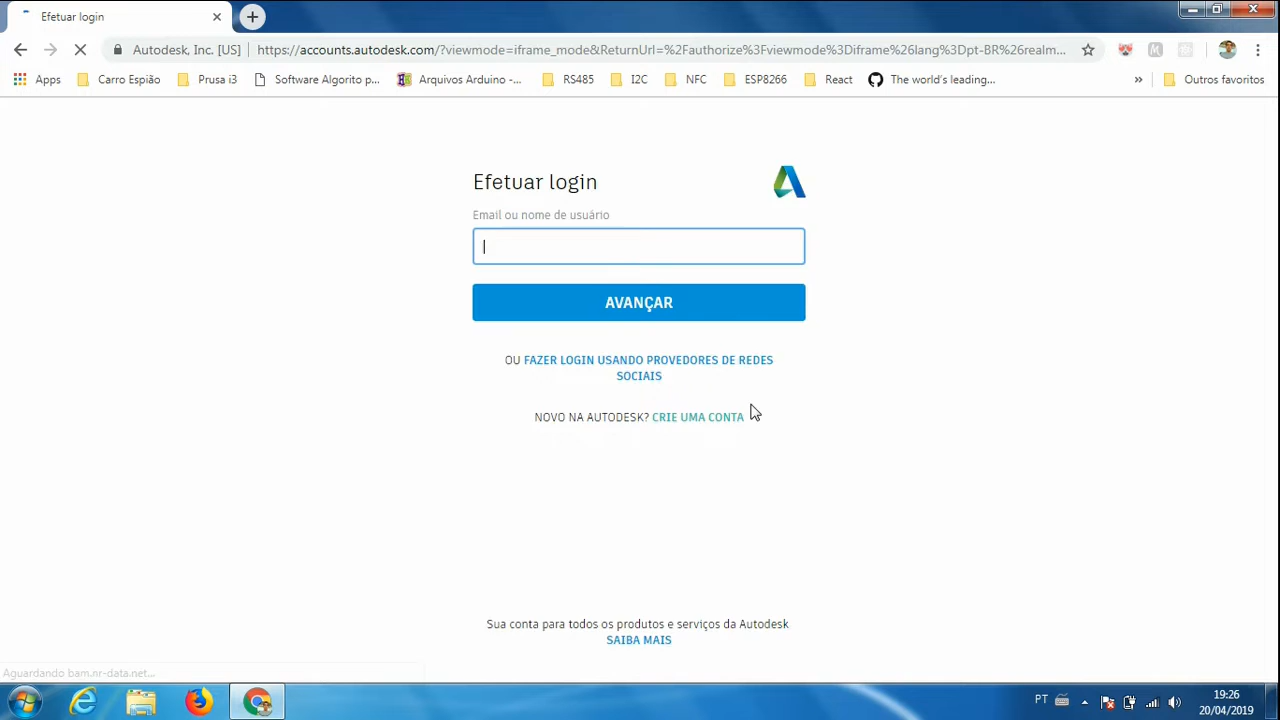 Efetuar login
Autodesk, Inc. [US]
https://accounts.autodesk.com/?viewmode=iframe_mode&ReturnUrl=%2Fauthorize%3Fviewmode%3Diframe%26lang%3Dpt-BR%26realm...
Apps
Carro Espião
Prusa i3
Software Algorito p...
Arquivos Arduino -...
RS485
I2C
NFC
ESP8266
React
The world's leading...
»
Outros favoritos
Efetuar login
Email ou nome de usuário
AVANÇAR
OU FAZER LOGIN USANDO PROVEDORES DE REDES
SOCIAIS
NOVO NA AUTODESK? CRIE UMA CONTA
Sua conta para todos os produtos e serviços da Autodesk
SAIBA MAIS
Aguardando bam.nr-data.net...
PT
19:26
20/04/2019